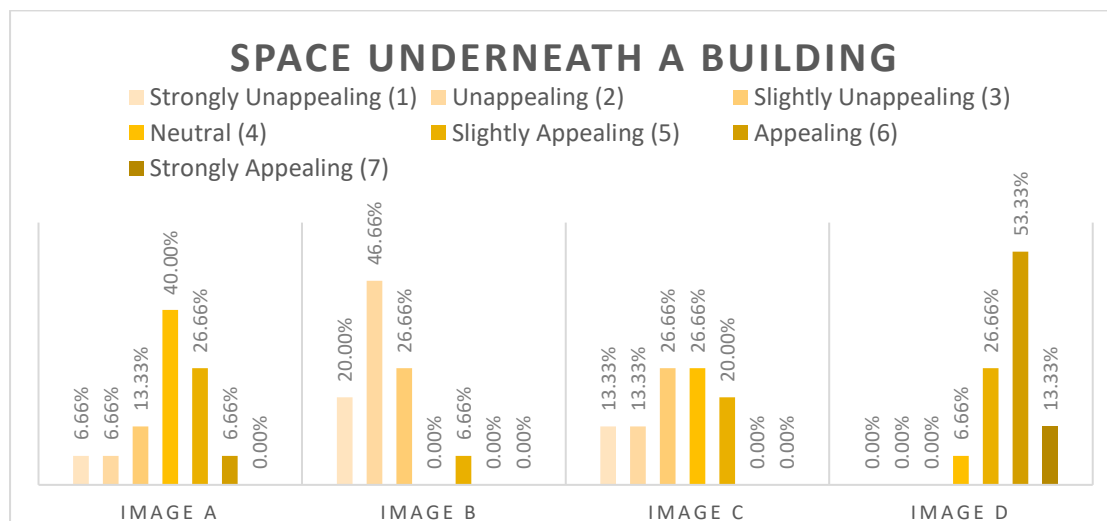 SPACE UNDERNEATH A BUILDING
Strongly Unappealing (1) Unappealing (2) Slightly Unappealing (3)
Neutral (4) Slightly Appealing (5) Appealing (6)
Strongly Appealing (7)
6.66% 6.66% 13.33% 40.00% 26.66% 6.66% 0.00%
20.00% 46.66% 26.66% 0.00% 6.66% 0.00% 0.00%
13.33% 13.33% 26.66% 26.66% 20.00% 0.00% 0.00%
0.00% 0.00% 0.00% 6.66% 26.66% 53.33% 13.33%
IMAGE A IMAGE B IMAGE C IMAGE D